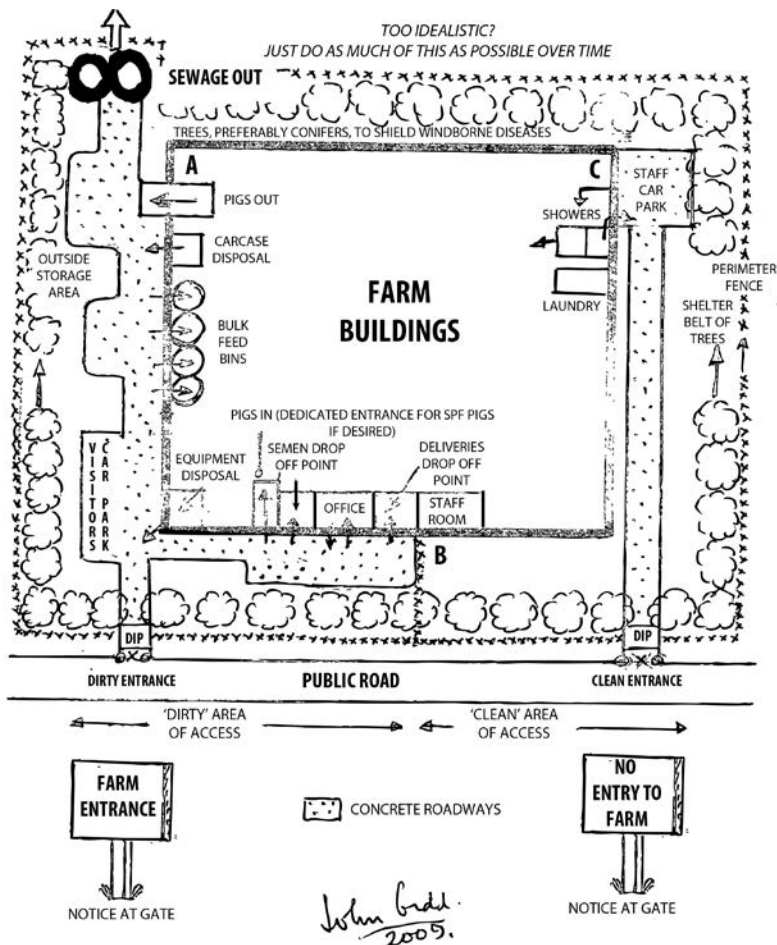 TOO IDEALISTIC?
JUST DO AS MUCH OF THIS AS POSSIBLE OVER TIME
SEWAGE OUT
TREES, PREFERABLY CONIFERS, TO SHIELD WINDBORNE DISEASES
A
C
STAFF
CAR
PARK
PIGS OUT
SHOWERS
CARCASE
DISPOSAL
OUTSIDE
STORAGE
AREA
FARM
BUILDINGS
PERIMETER
FENCE
LAUNDRY
SHELTER
BELT OF
TREES
BULK
FEED
BINS
PIGS IN (DEDICATED ENTRANCE FOR SPF PIGS
IF DESIRED)
SEMEN DROP
OFF POINT
DELIVERIES
DROP OFF
POINT
EQUIPMENT
DISPOSAL
VISITORS
CAR PARK
OFFICE
STAFF
ROOM
B
DIP
DIP
DIRTY ENTRANCE
PUBLIC ROAD
CLEAN ENTRANCE
'DIRTY' AREA
OF ACCESS
'CLEAN' AREA
OF ACCESS
FARM
ENTRANCE
CONCRETE ROADWAYS
NO
ENTRY TO
FARM
NOTICE AT GATE
NOTICE AT GATE
John Gadd.
2005.